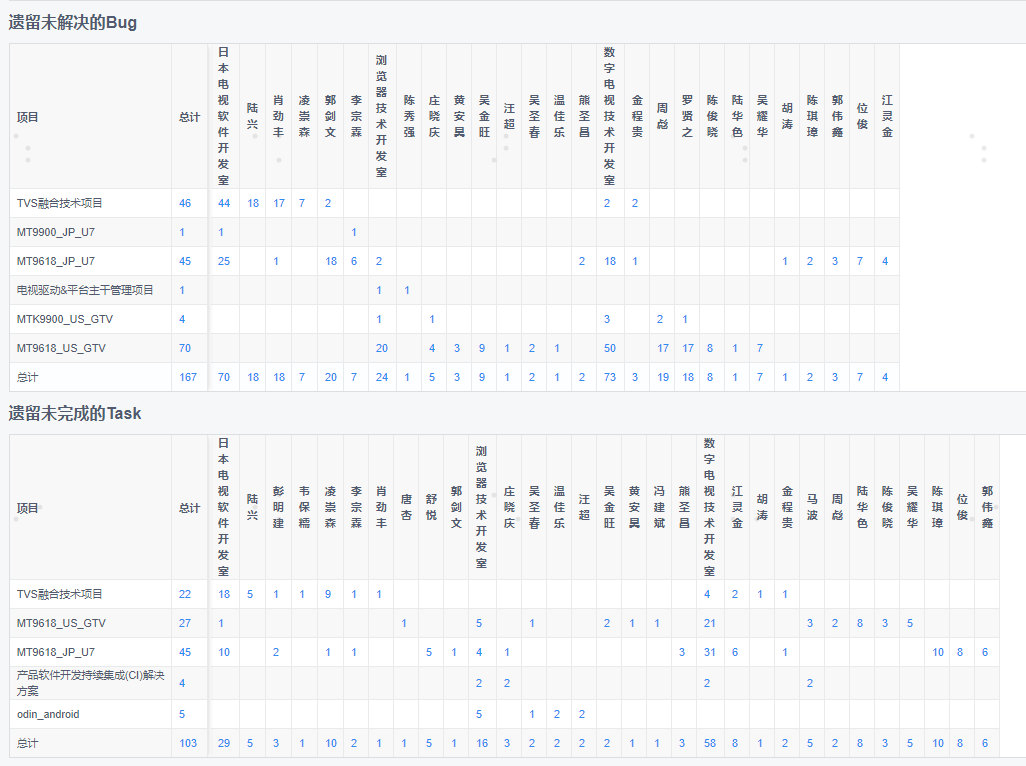 遗留未解决的Bug
项目 总计 日本电视软件开发室 陆兴 肖劲丰 凌崇森 郭剑文 李宗霖 浏览器技术开发室 陈秀强 庄晓庆 黄安昊 吴金旺 汪超 吴圣春 温佳乐 熊圣昌 数字电视技术开发室 金程贵 周彪 罗贤之 陈俊晓 陆华色 吴耀华 胡涛 陈琪璋 郭伟雍 位俊 江灵金
TVS融合技术项目 46 44 18 17 7 2 2 2
MT9900_JP_U7 1 1 1
MT9618_JP_U7 45 25 1 18 6 2 2 18 1 1 2 3 7 4
电视驱动&平台主干管理项目 1 1 1
MTK9900_US_GTV 4 1 1 3 2 1
MT9618_US_GTV 70 20 4 3 9 1 2 1 50 17 17 8 1 7
总计 167 70 18 18 7 20 7 24 1 5 3 9 1 2 1 2 73 3 19 18 8 1 7 1 2 3 7 4
遗留未完成的Task
项目 总计 日本电视软件开发室 陆兴 彭明建 韦保糯 凌崇森 李宗霖 肖劲丰 唐杏 舒悦 郭剑文 浏览器技术开发室 庄晓庆 吴圣春 温佳乐 汪超 吴金旺 黄安昊 冯建斌 熊圣昌 数字电视技术开发室 江灵金 胡涛 金程贵 马波 周彪 陆华色 陈俊晓 吴耀华 陈琪璋 位俊 郭伟雍
TVS融合技术项目 22 18 5 1 1 9 1 1 4 2 1 1
MT9618_US_GTV 27 1 1 5 1 2 1 1 21 3 2 8 3 5
MT9618_JP_U7 45 10 2 1 1 5 1 4 1 3 31 6 1 10 8 6
产品软件开发持续集成(CI)解决
方案 4 2 2 2 2
odin_android 5 5 1 2 2
总计 103 29 5 3 1 10 2 1 1 5 1 16 3 2 2 2 2 1 1 3 58 8 1 2 5 2 8 3 5 10 8 6